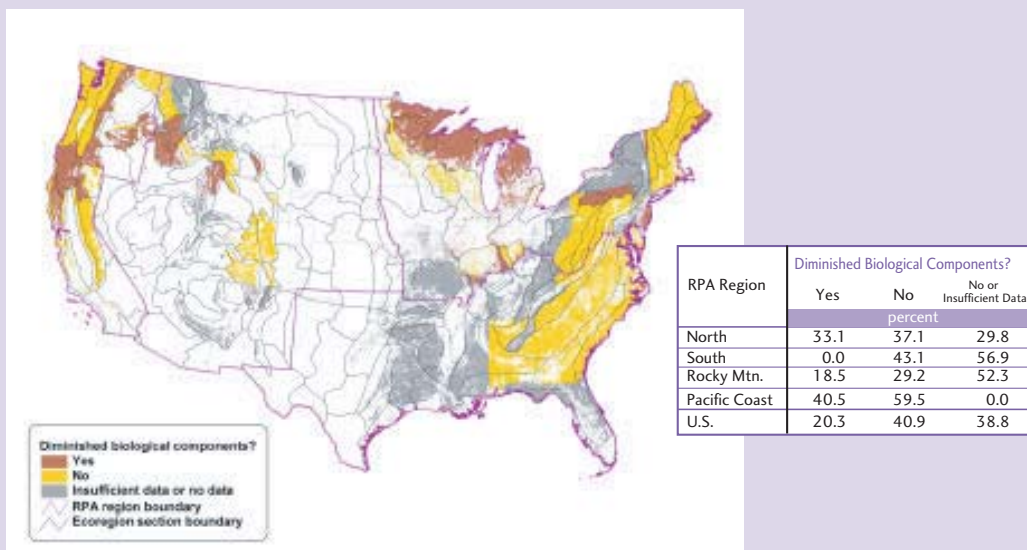 Diminished biological components?
Yes
No
Insufficient data or no data
RPA region boundary
Ecoregion section boundary
RPA Region
Diminished Biological Components?
Yes No No or Insufficient Data
percent
North 33.1 37.1 29.8
South 0.0 43.1 56.9
Rocky Mtn. 18.5 29.2 52.3
Pacific Coast 40.5 59.5 0.0
U.S. 20.3 40.9 38.8